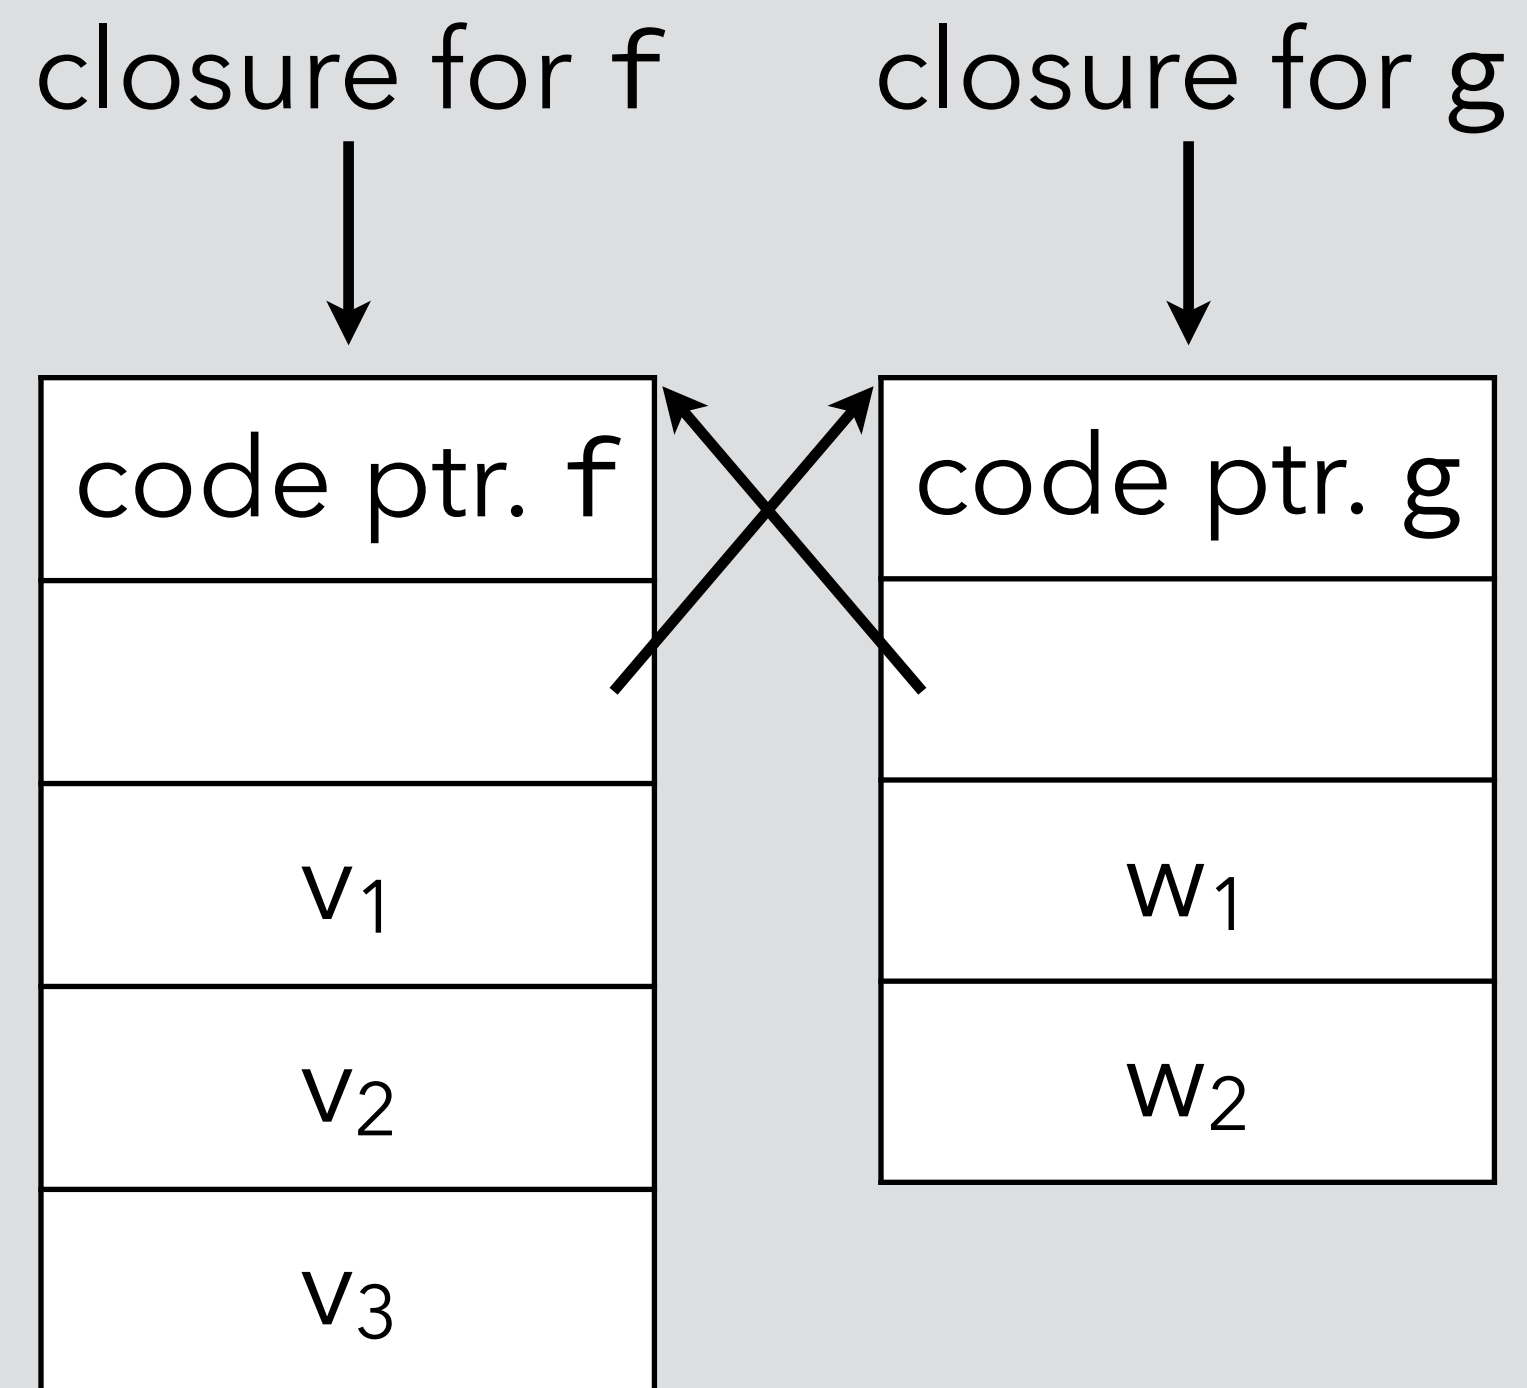 closure for f
closure for g
code ptr. f
code ptr. g
v1
w1
v2
w2
v3